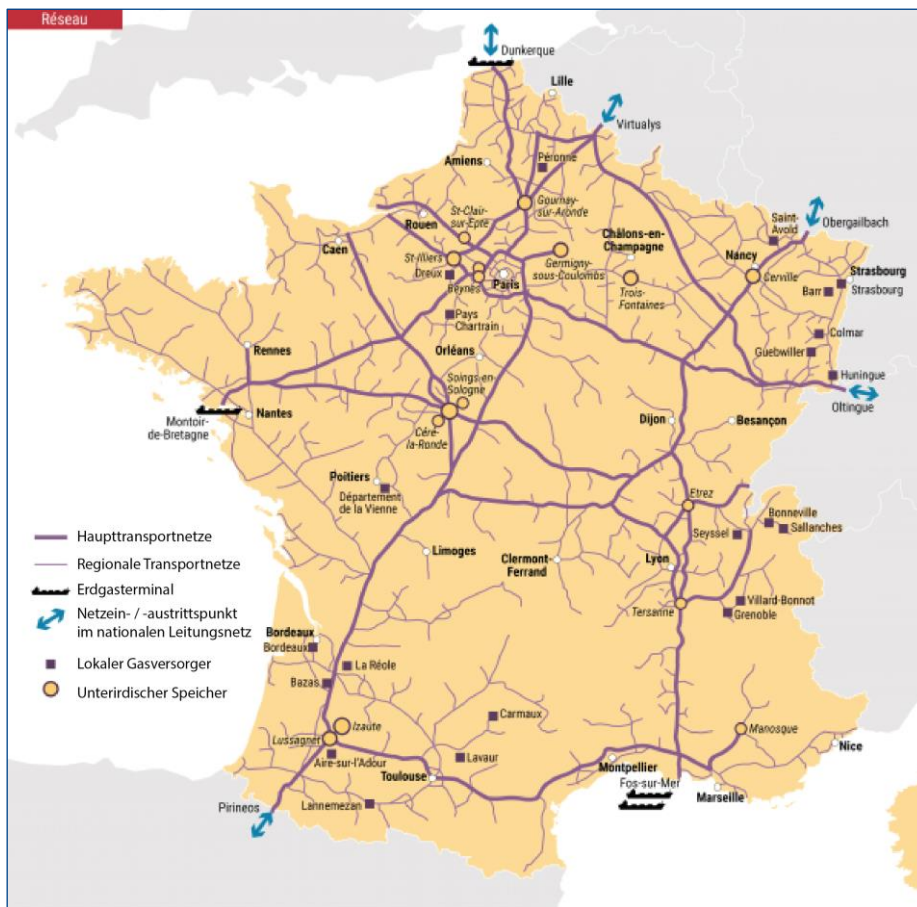 Réseau
Dunkerque
Lille
Virtualys
Amiens
Péronne
Gournay-
sur-Aronde
St-Clair-
sur-Epte
Rouen
Caen
St-Illiers
Dreux
Beynes
Paris
Germigny-
sous-Coulombs
Châlons-en-
Champagne
Trois-
Fontaines
Saint-
Avold
Obergailbach
Nancy
Cerville
Strasbourg
Strasbourg
Barr
Colmar
Guebwiller
Huningue
Oltingue
Pays
Chartrain
Orléans
Rennes
Soings-en-
Sologne
Montoir-
de-Bretagne
Nantes
Céré-
la-Ronde
Dijon
Besançon
Poitiers
Département
de la Vienne
Etrez
Bonneville
Sallanches
Seyssel
Limoges
Clermont-
Ferrand
Lyon
Tersanne
Villard-Bonnot
Grenoble
Haupttransportnetze
Regionale Transportnetze
Erdgasterminal
Netzein- / -austrittspunkt
im nationalen Leitungsnetz
Lokaler Gasversorger
Unterirdischer Speicher
Bordeaux
Bordeaux
La Réole
Bazas
Izaute
Lussagnet
Aire-sur-l'Adour
Carmaux
Lavaur
Toulouse
Lannemezan
Pirineos
Montpellier
Fos-sur-Mer
Marseille
Manosque
Nice